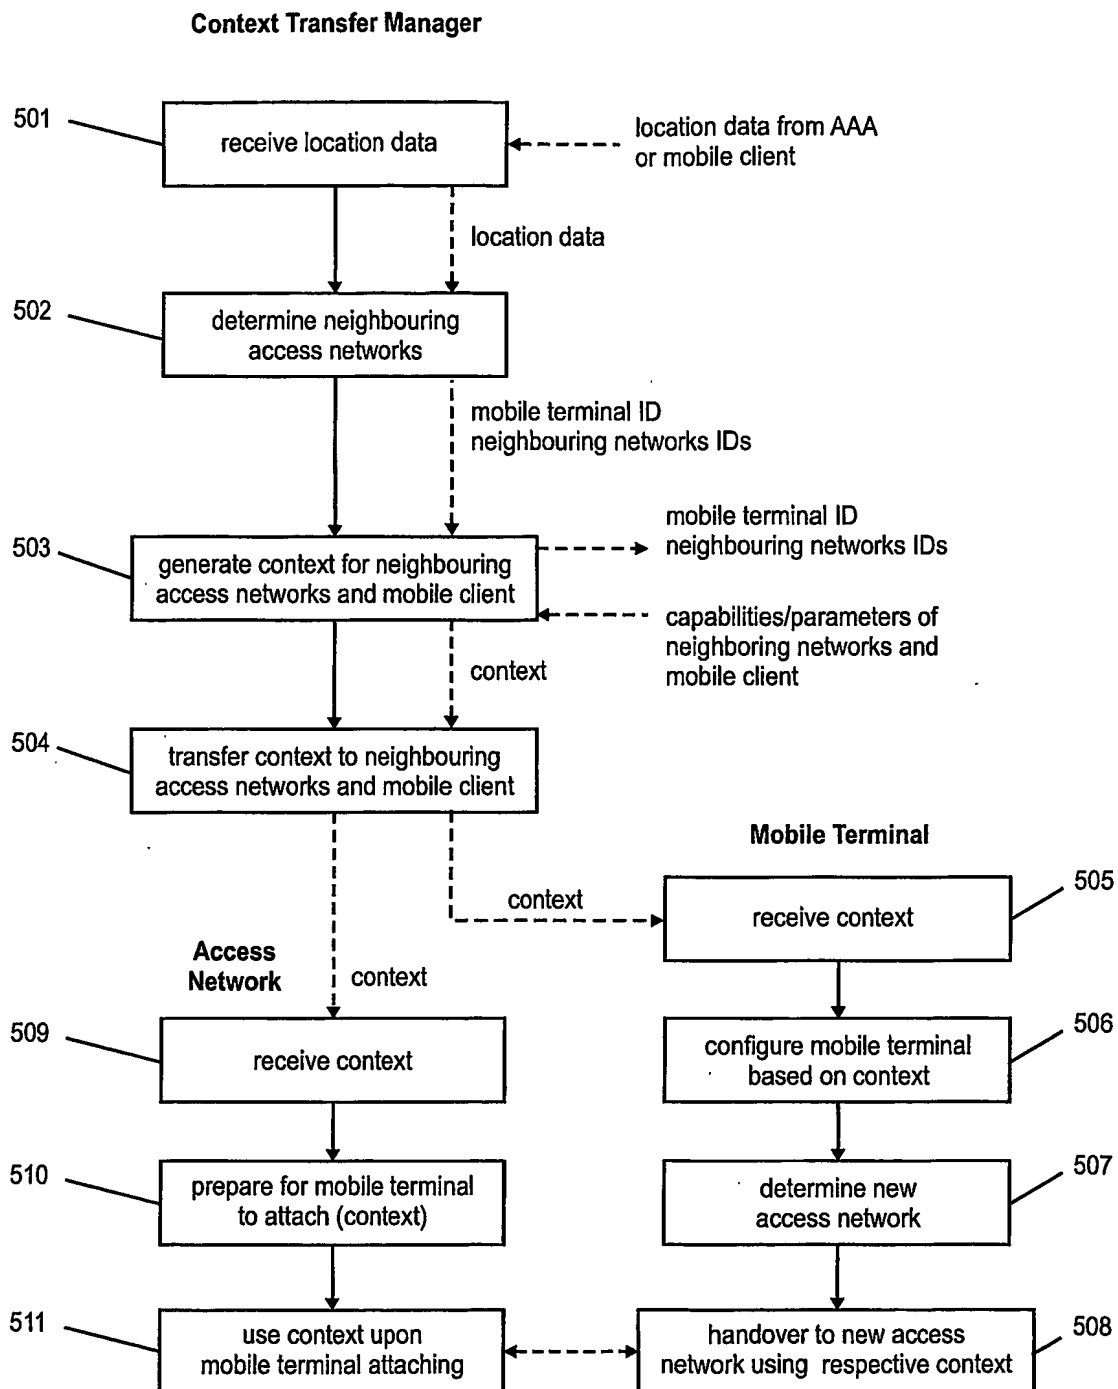 Context Transfer Manager
501
receive location data
location data from AAA
or mobile client
location data
502
determine neighbouring
access networks
mobile terminal ID
neighbouring networks IDs
503
generate context for neighbouring
access networks and mobile client
mobile terminal ID
neighbouring networks IDs
capabilities/parameters of
neighboring networks and
mobile client
context
504
transfer context to neighbouring
access networks and mobile client
Mobile Terminal
505
receive context
context
Access
Network
context
509
receive context
506
configure mobile terminal
based on context
510
prepare for mobile terminal
to attach (context)
507
determine new
access network
511
use context upon
mobile terminal attaching
508
handover to new access
network using respective context